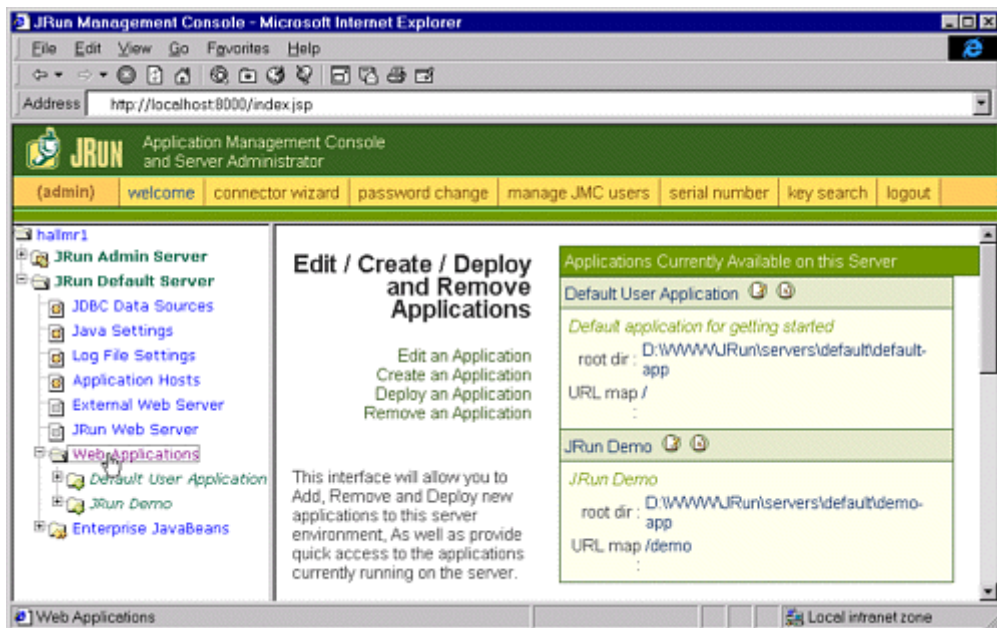 JRun Management Console - Microsoft Internet Explorer
File Edit View Go Favorites Help
Address http://localhost:8000/index.jsp
JRUN
Application Management Console
and Server Administrator
(admin) welcome connector wizard password change manage JMC users serial number key search logout
hallmr1
JRun Admin Server
JRun Default Server
JDBC Data Sources
Java Settings
Log File Settings
Application Hosts
External Web Server
JRun Web Server
Web Applications
Default User Application
JRun Demo
Enterprise JavaBeans
Edit / Create / Deploy
and Remove
Applications
Edit an Application
Create an Application
Deploy an Application
Remove an Application
This interface will allow you to
Add, Remove and Deploy new
applications to this server
environment, As well as provide
quick access to the applications
currently running on the server.
Applications Currently Available on this Server
Default User Application
Default application for getting started
root dir : D:\WWW\JRun\servers\default\default-
app
URL map /
:
JRun Demo
JRun Demo
root dir : D:\WWW\JRun\servers\default\demo-
app
URL map /demo
:
Web Applications
Local intranet zone